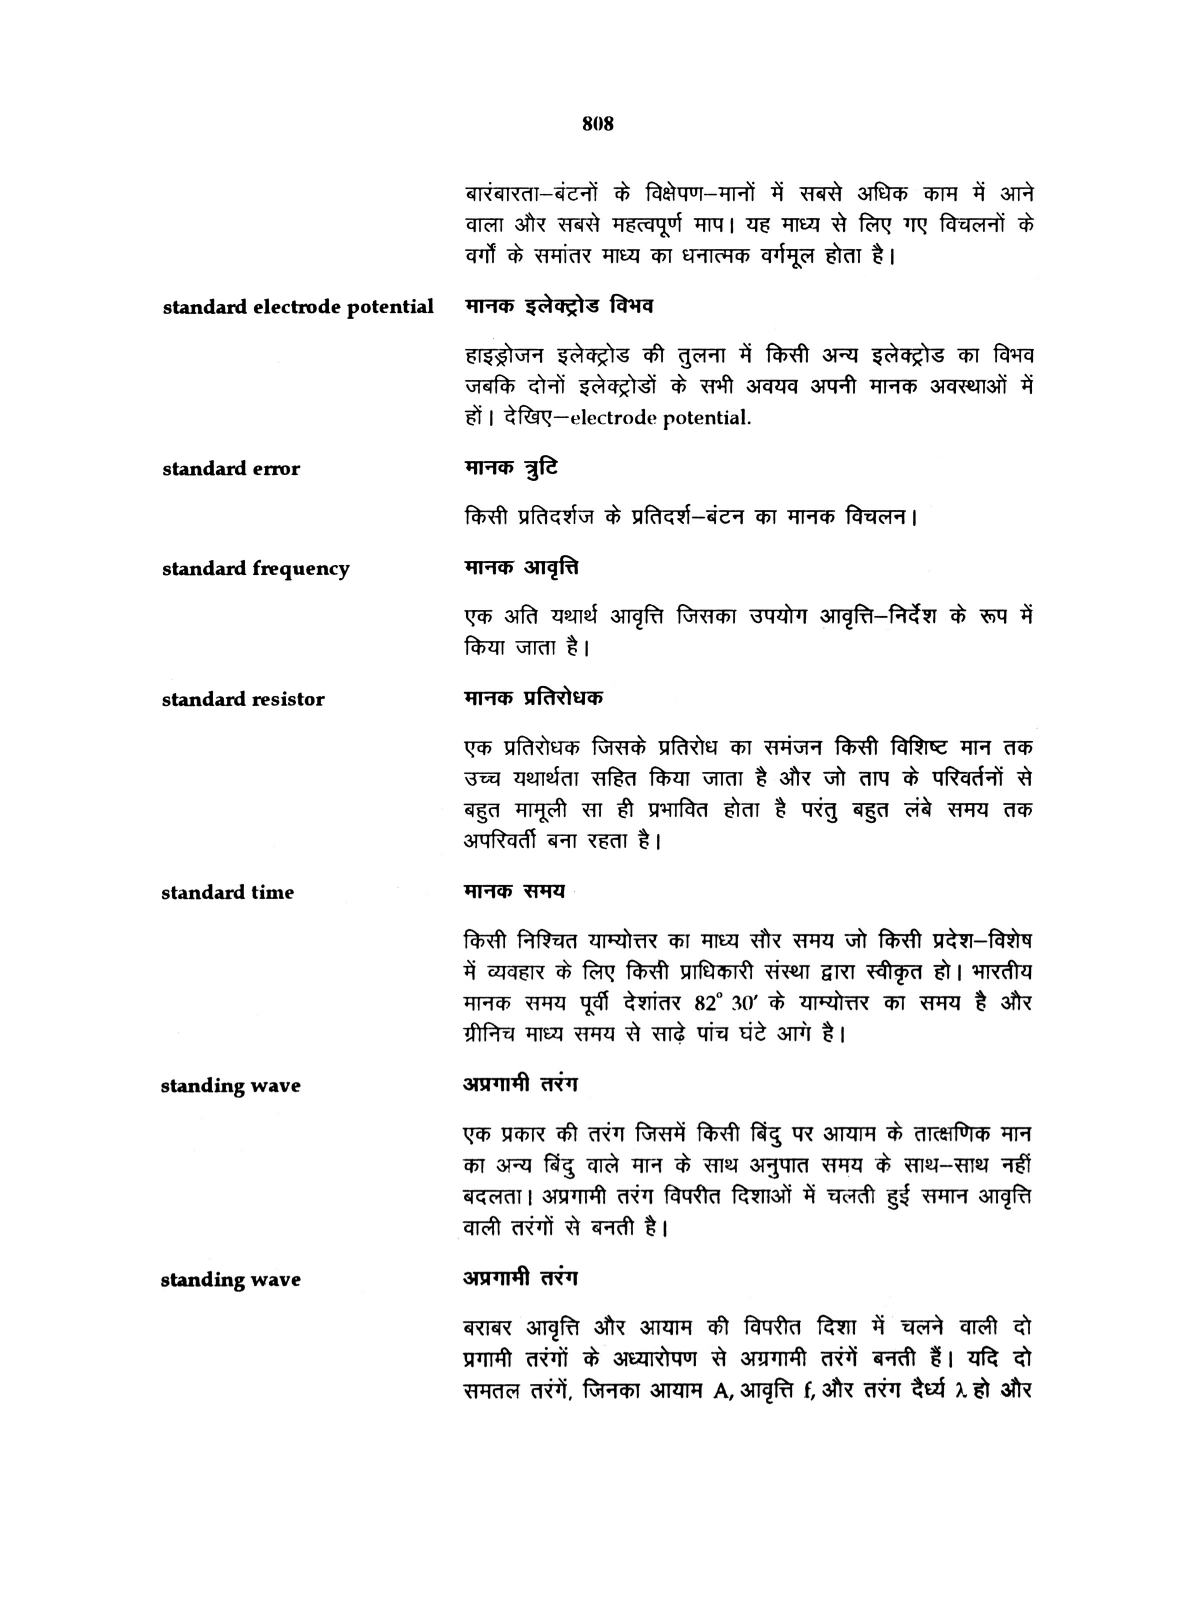 808
बारंबारता–बंटनों के विक्षेपण–मानों में सबसे अधिक काम में आने
वाला और सबसे महत्वपूर्ण माप। यह माध्य से लिए गए विचलनों के
वर्गों के समांतर माध्य का धनात्मक वर्गमूल होता है।
standard electrode potential मानक इलेक्ट्रोड विभव
हाइड्रोजन इलेक्ट्रोड की तुलना में किसी अन्य इलेक्ट्रोड का विभव
जबकि दोनों इलेक्ट्रोडों के सभी अवयव अपनी मानक अवस्थाओं में
हों। देखिए–electrode potential.
standard error मानक त्रुटि
किसी प्रतिदर्शज के प्रतिदर्श–बंटन का मानक विचलन।
standard frequency मानक आवृत्ति
एक अति यथार्थ आवृत्ति जिसका उपयोग आवृत्ति–निर्देश के रूप में
किया जाता है।
standard resistor मानक प्रतिरोधक
एक प्रतिरोधक जिसके प्रतिरोध का समंजन किसी विशिष्ट मान तक
उच्च यथार्थता सहित किया जाता है और जो ताप के परिवर्तनों से
बहुत मामूली सा ही प्रभावित होता है परंतु बहुत लंबे समय तक
अपरिवर्ती बना रहता है।
standard time मानक समय
किसी निश्चित याम्योत्तर का माध्य सौर समय जो किसी प्रदेश–विशेष
में व्यवहार के लिए किसी प्राधिकारी संस्था द्वारा स्वीकृत हो। भारतीय
मानक समय पूर्वी देशांतर 82° 30′ के याम्योत्तर का समय है और
ग्रीनिच माध्य समय से साढ़े पांच घंटे आगे है।
standing wave अप्रगामी तरंग
एक प्रकार की तरंग जिसमें किसी बिंदु पर आयाम के तात्क्षणिक मान
का अन्य बिंदु वाले मान के साथ अनुपात समय के साथ–साथ नहीं
बदलता। अप्रगामी तरंग विपरीत दिशाओं में चलती हुई समान आवृत्ति
वाली तरंगों से बनती है।
standing wave अप्रगामी तरंग
बराबर आवृत्ति और आयाम की विपरीत दिशा में चलने वाली दो
प्रगामी तरंगों के अध्यारोपण से अग्रगामी तरंगें बनती हैं। यदि दो
समतल तरंगें, जिनका आयाम A, आवृत्ति f, और तरंग दैर्ध्य λ हो और